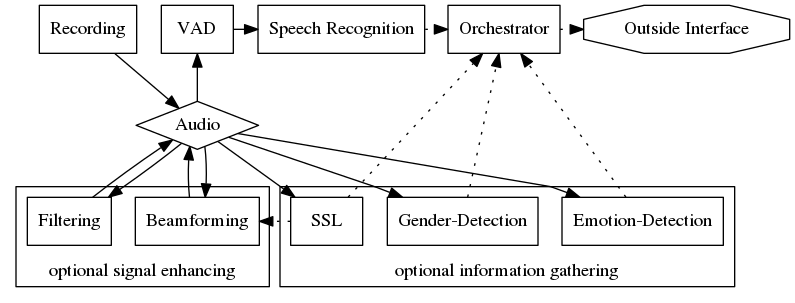 Recording
VAD
Speech Recognition
Orchestrator
Outside Interface
Audio
Filtering
Beamforming
SSL
Gender-Detection
Emotion-Detection
optional signal enhancing
optional information gathering